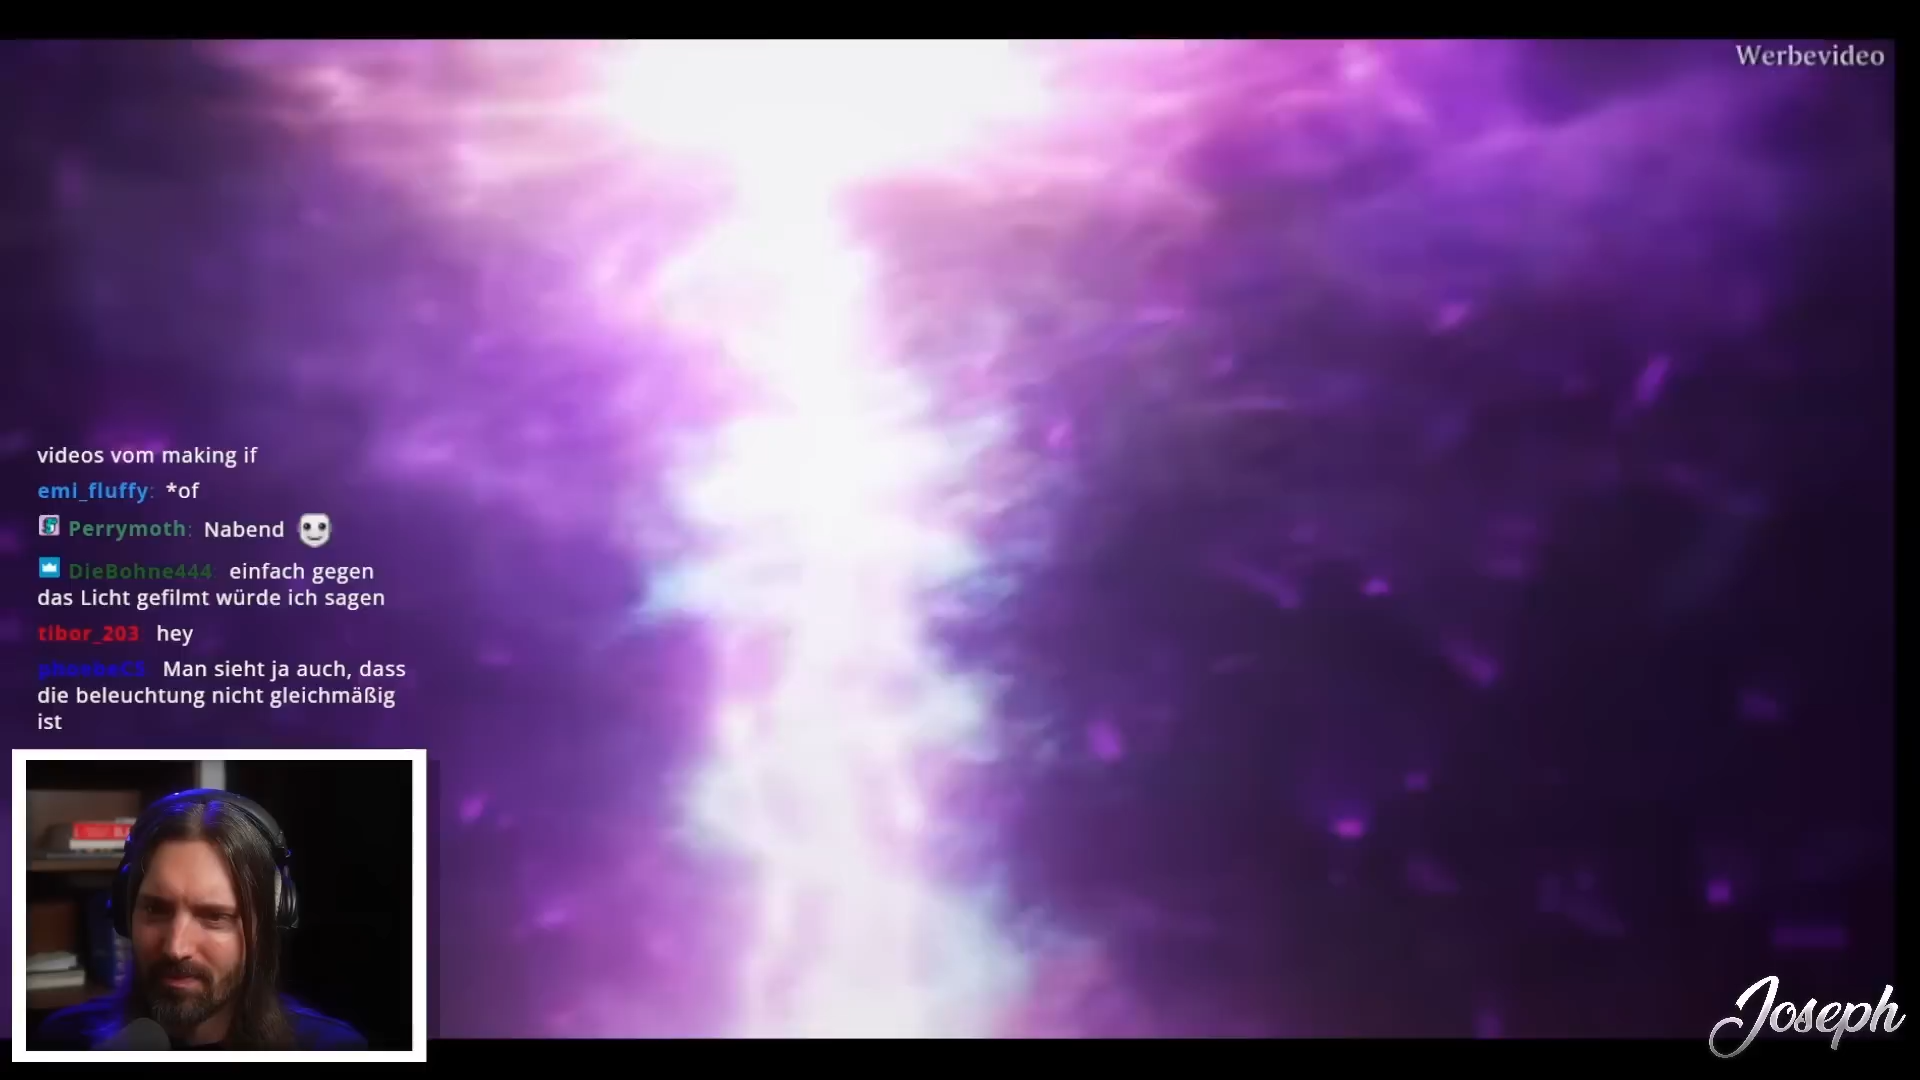 Werbevideo
videos vom making if
emi_fluffy: *of
Perrymoth: Nabend
DieBohne444: einfach gegen
das Licht gefilmt würde ich sagen
tibor_203: hey
Man sieht ja auch, dass
die beleuchtung nicht gleichmäßig
ist
Joseph